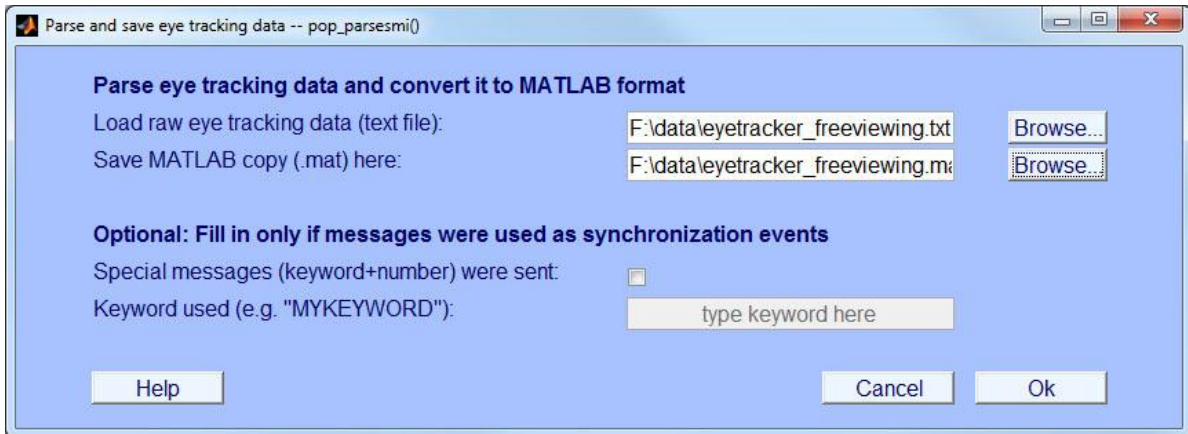 Parse and save eye tracking data -- pop_parsesmi()
Parse eye tracking data and convert it to MATLAB format
Load raw eye tracking data (text file): F:\data\eyetracker_freeviewing.txt Browse...
Save MATLAB copy (.mat) here: F:\data\eyetracker_freeviewing.ma Browse...
Optional: Fill in only if messages were used as synchronization events
Special messages (keyword+number) were sent:
Keyword used (e.g. "MYKEYWORD"): type keyword here
Help Cancel Ok